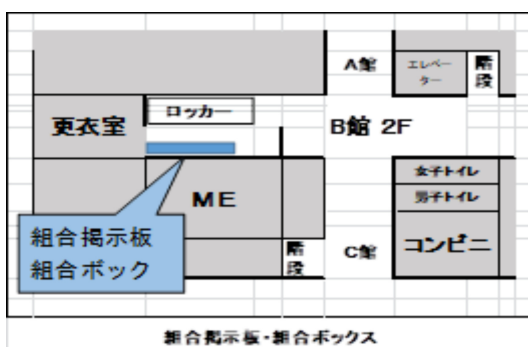 A館
エレベーター
階段
更衣室
ロッカー
B館 2F
女子トイレ
男子トイレ
ME
組合掲示板
組合ボック
階段
C館
コンビニ
組合掲示板・組合ボックス